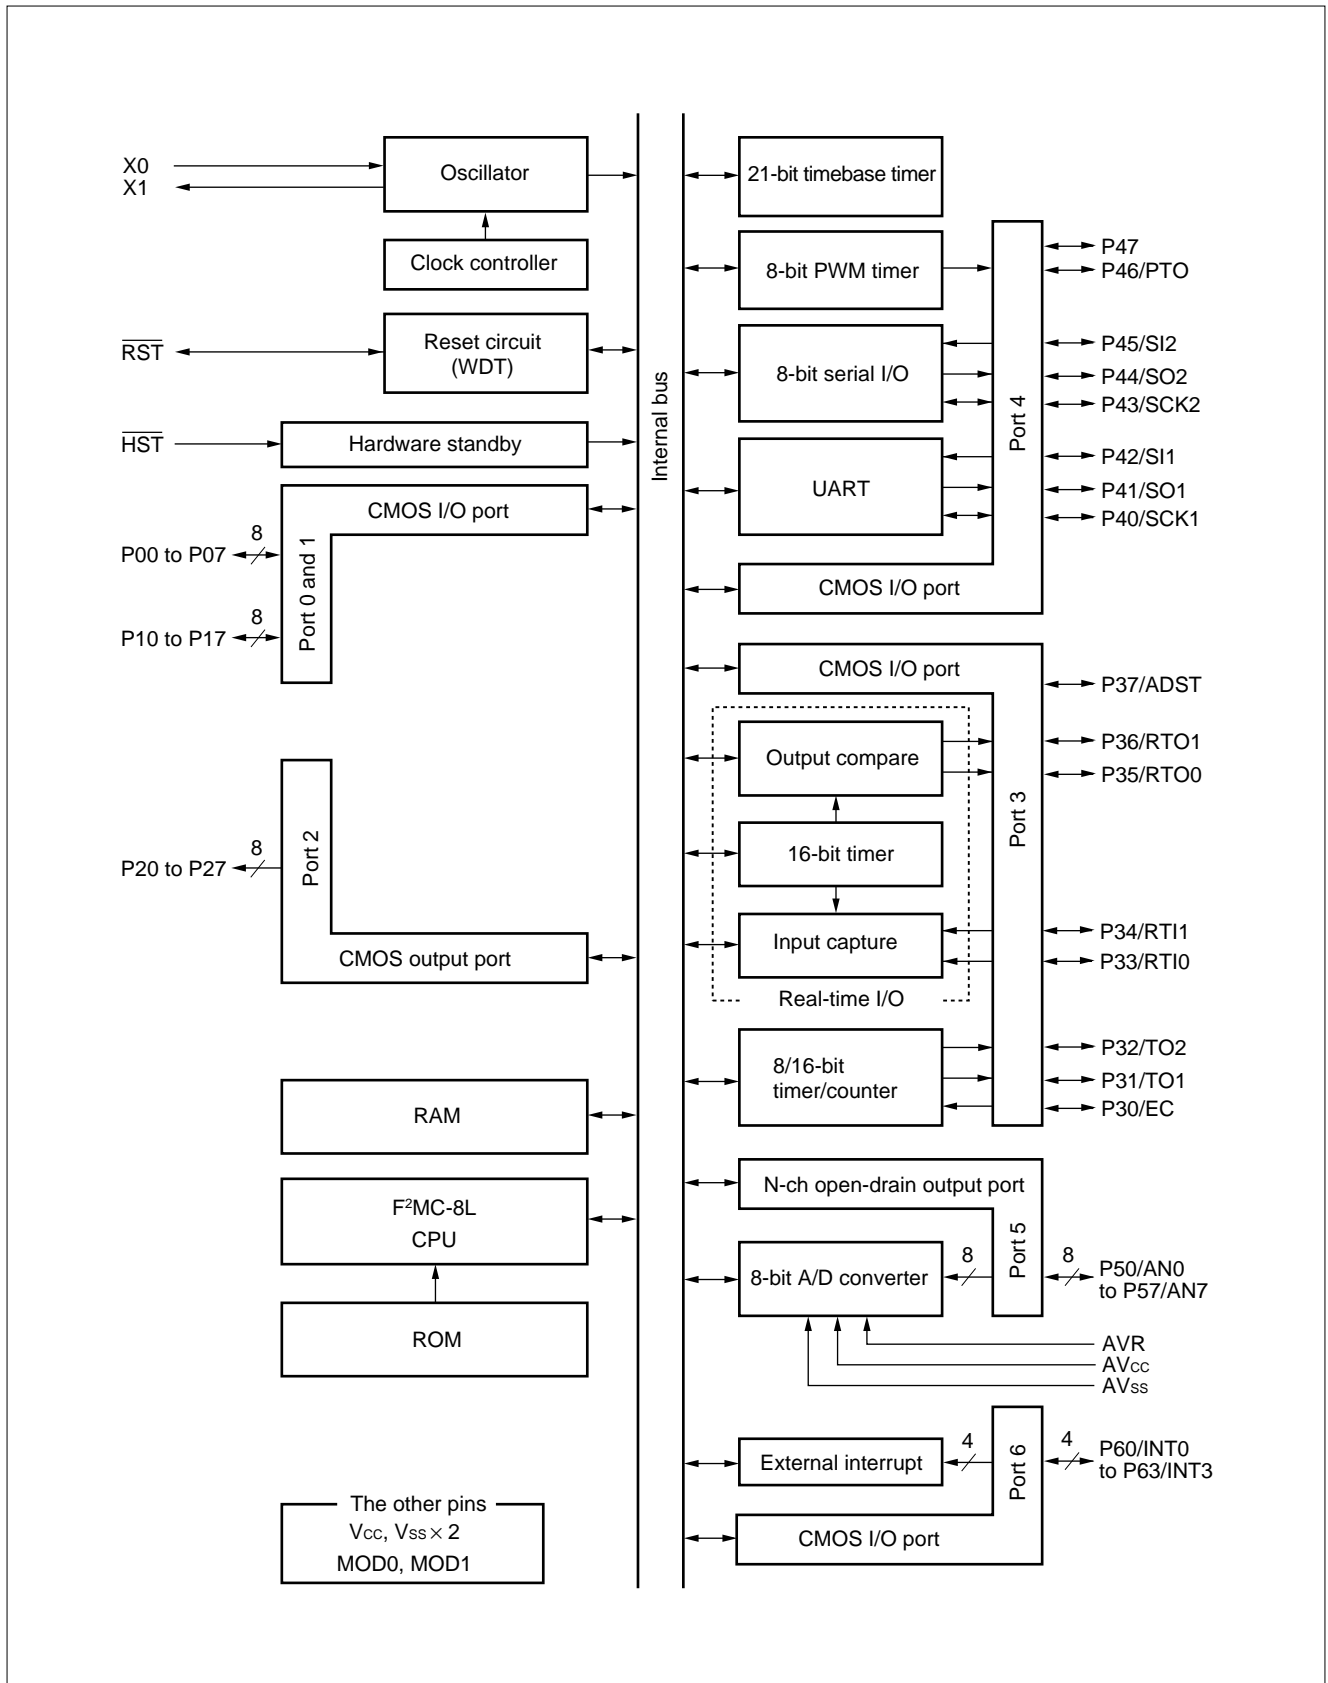 X0
X1
Oscillator
Clock controller
RST
Reset circuit
(WDT)
HST
Hardware standby
CMOS I/O port
P00 to P07
8
P10 to P17
8
Port 0 and 1
P20 to P27
8
Port 2
CMOS output port
RAM
F²MC-8L
CPU
ROM
The other pins
Vcc, Vss × 2
MOD0, MOD1
Internal bus
21-bit timebase timer
8-bit PWM timer
8-bit serial I/O
UART
CMOS I/O port
Port 4
P47
P46/PTO
P45/SI2
P44/SO2
P43/SCK2
P42/SI1
P41/SO1
P40/SCK1
CMOS I/O port
Output compare
16-bit timer
Input capture
Real-time I/O
8/16-bit
timer/counter
Port 3
P37/ADST
P36/RTO1
P35/RTO0
P34/RTI1
P33/RTI0
P32/TO2
P31/TO1
P30/EC
N-ch open-drain output port
8-bit A/D converter
8
Port 5
8
P50/AN0
to P57/AN7
AVR
AVcc
AVss
External interrupt
4
Port 6
4
P60/INT0
to P63/INT3
CMOS I/O port